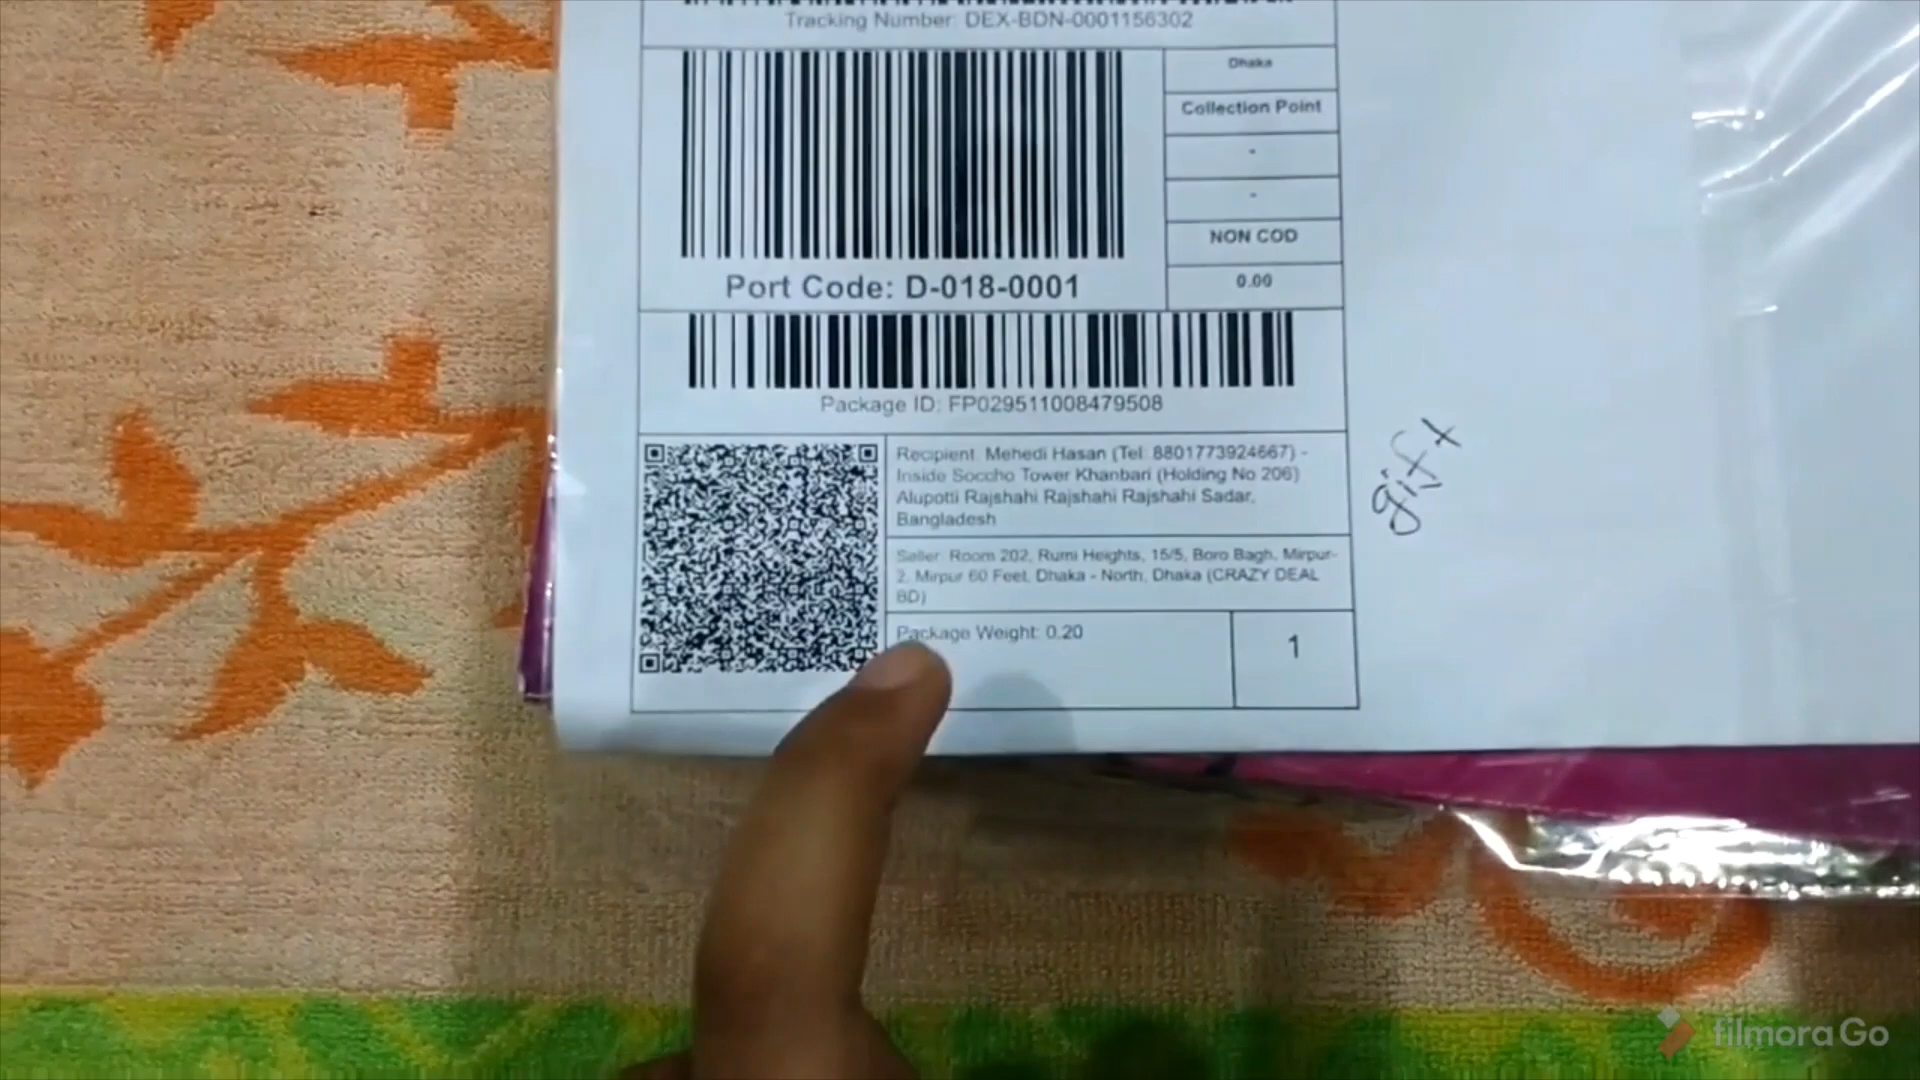 Tracking Number: DEX-BDN-0001156302
Dhaka
Collection Point
-
-
NON COD
0.00
Port Code: D-018-0001
Package ID: FP029511008479508
Recipient Mehedi Hasan (Tel: 8801773924667) -
Inside Soccho Tower Khanbari (Holding No 206)
Alupotti Rajshahi Rajshahi Rajshahi Sadar,
Bangladesh
Seller: Room 202, Rumi Heights, 15/5, Boro Bagh, Mirpur-
2, Mirpur 60 Feet, Dhaka - North, Dhaka (CRAZY DEAL
BD)
Package Weight: 0.20
1
gift
filmora Go